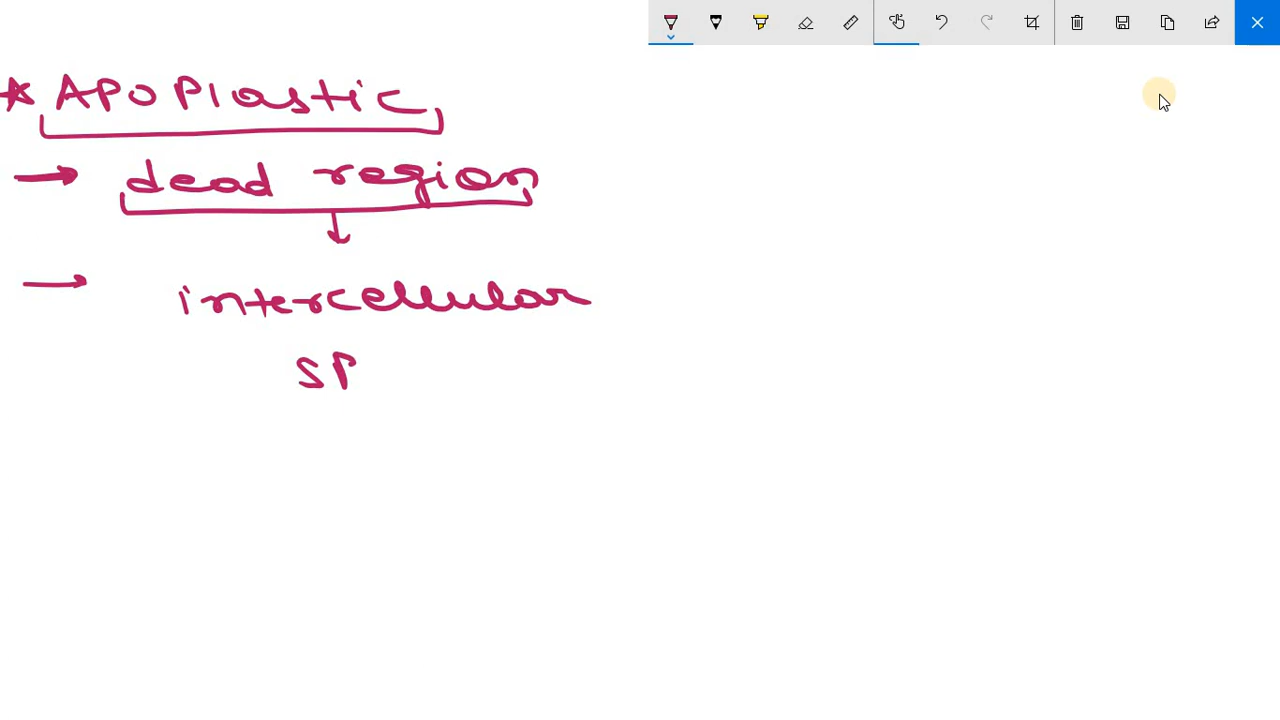 * APOPlastic
→ dead region
↓
→ intercellular
SP